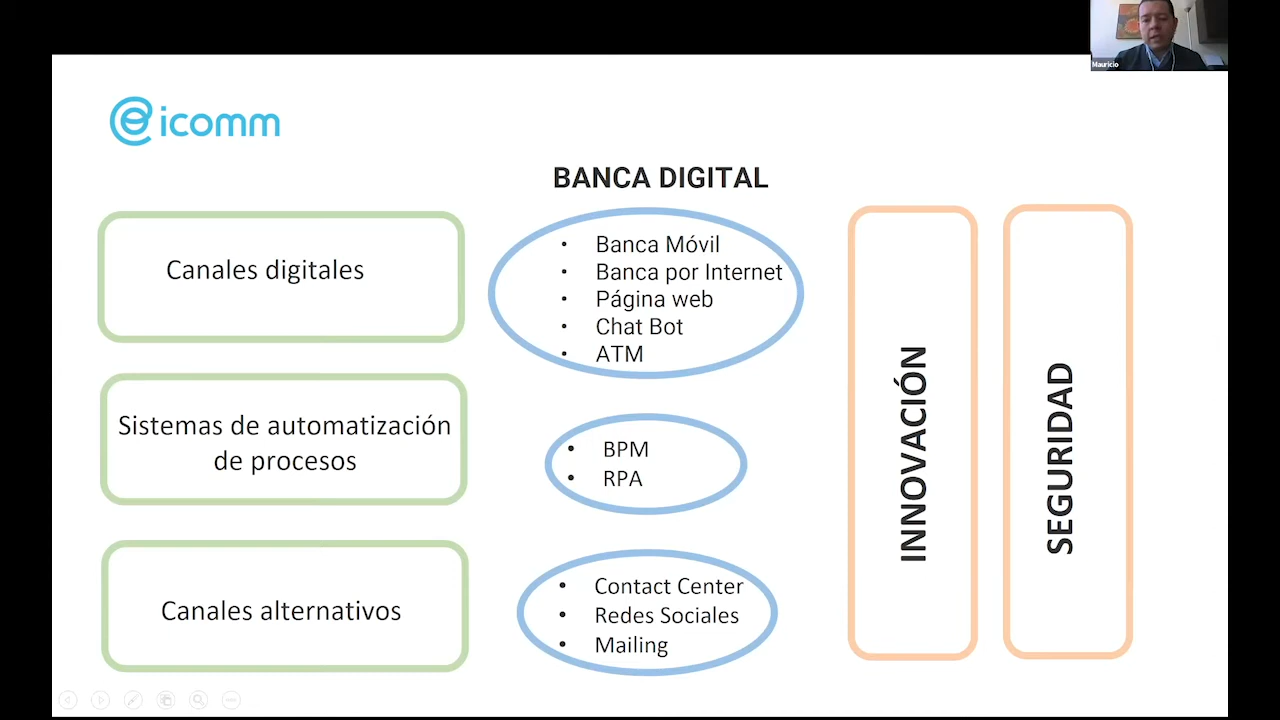 Mauricio
icomm
BANCA DIGITAL
Canales digitales
• Banca Móvil
• Banca por Internet
• Página web
• Chat Bot
• ATM
Sistemas de automatización
de procesos
• BPM
• RPA
Canales alternativos
• Contact Center
• Redes Sociales
• Mailing
INNOVACIÓN
SEGURIDAD